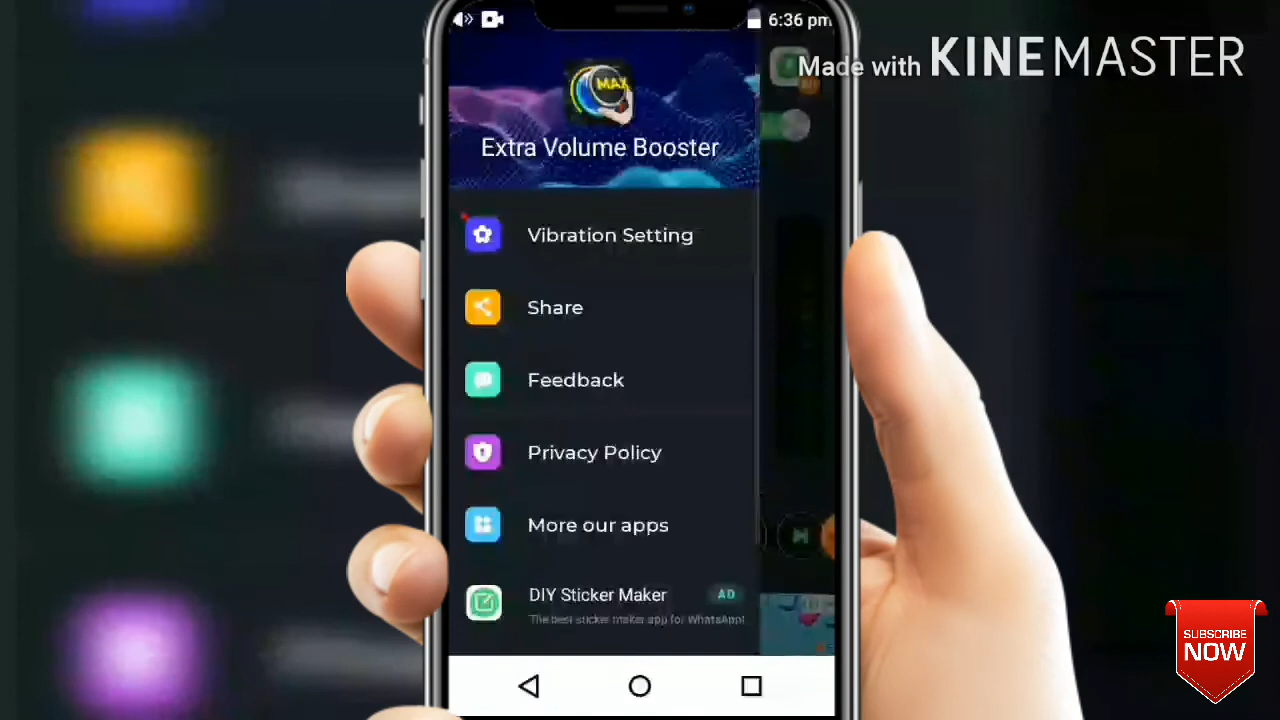 6:36 pm
Made with KINEMASTER
MAX
Extra Volume Booster
Vibration Setting
Share
Feedback
Privacy Policy
More our apps
DIY Sticker Maker
AD
The best sticker maker app for WhatsApp!
SUBSCRIBE
NOW